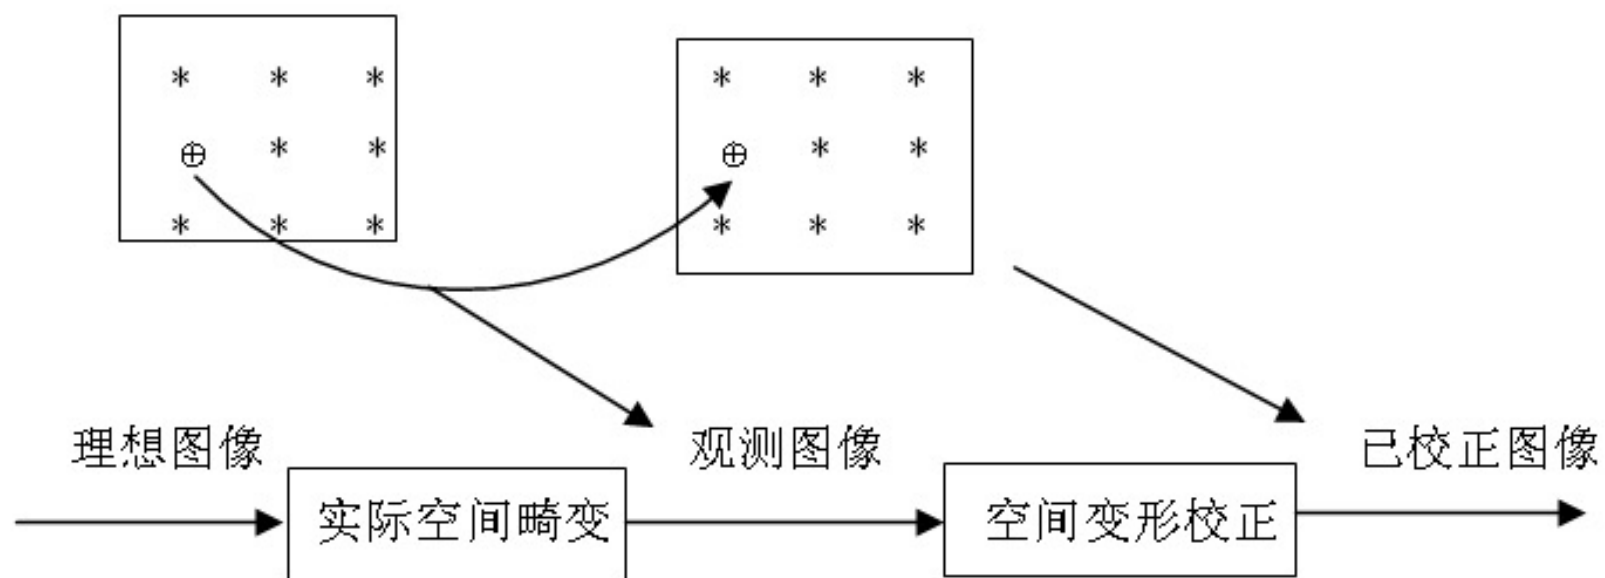 * * *
⊕ * *
* * *
* * *
⊕ * *
* * *
理想图像
观测图像
已校正图像
实际空间畸变
空间变形校正